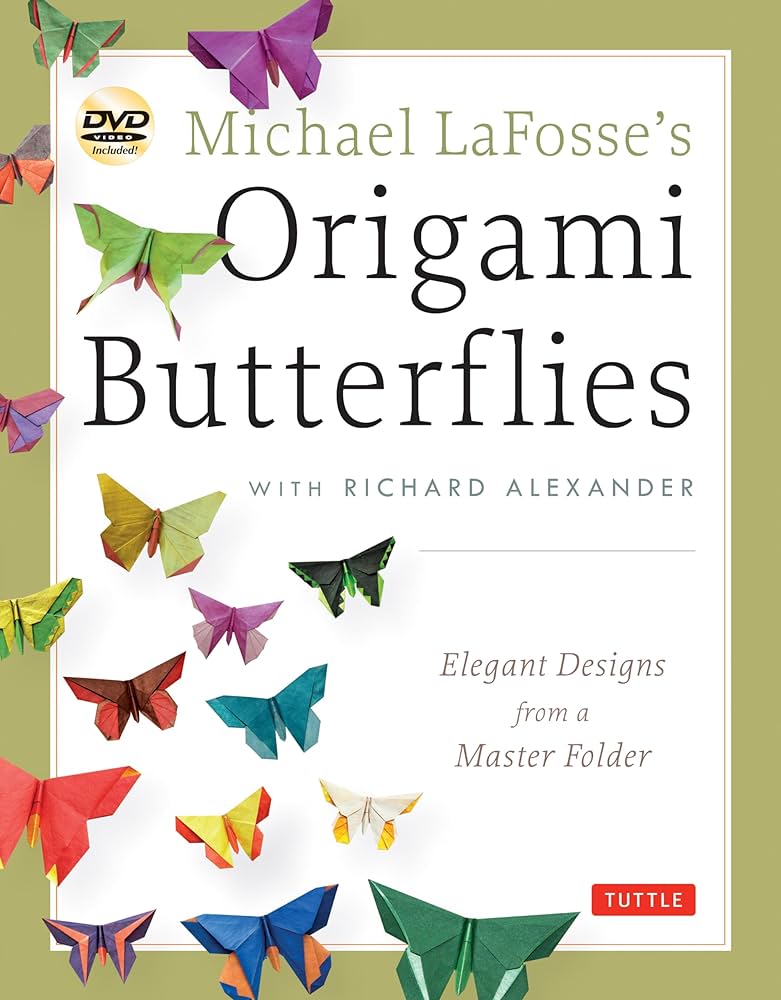 DVD
VIDEO
Included!
Michael LaFosse's
Origami
Butterflies
WITH RICHARD ALEXANDER
Elegant Designs
from a
Master Folder
TUTTLE